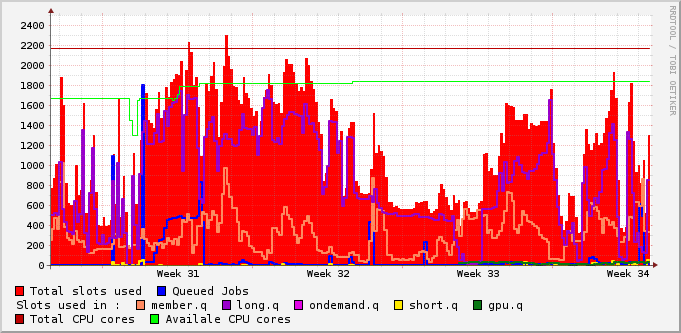 2400
2200
2000
1800
1600
1400
1200
1000
800
600
400
200
0
Week 31 Week 32 Week 33 Week 34
Total slots used Queued Jobs
Slots used in : member.q long.q ondemand.q short.q gpu.q
Total CPU cores Availale CPU cores
RRDTOOL / TOBI OETIKER